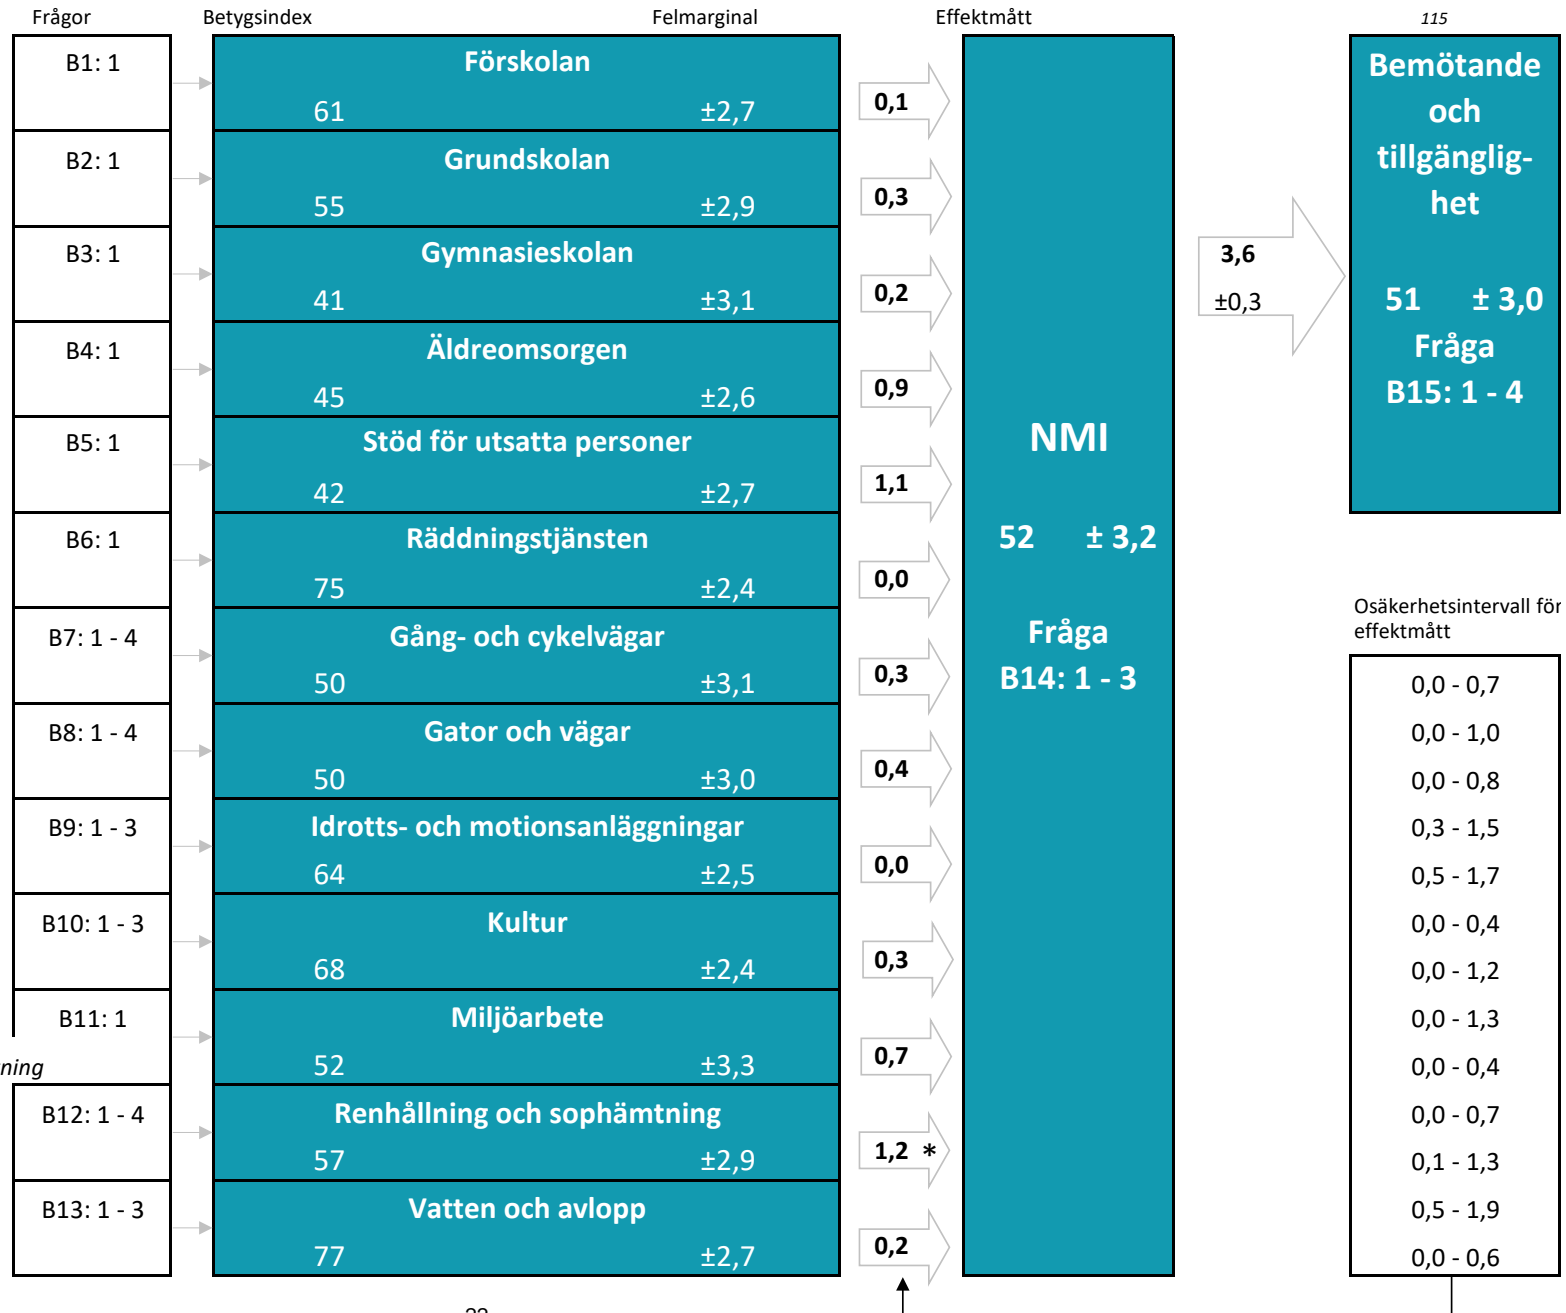 Frågor Betygsindex Felmarginal Effektmått 115
B1: 1 Förskolan
61 ±2,7 0,1
B2: 1 Grundskolan
55 ±2,9 0,3
B3: 1 Gymnasieskolan
41 ±3,1 0,2
B4: 1 Äldreomsorgen
45 ±2,6 0,9
B5: 1 Stöd för utsatta personer
42 ±2,7 1,1
B6: 1 Räddningstjänsten
75 ±2,4 0,0
B7: 1 - 4 Gång- och cykelvägar
50 ±3,1 0,3
B8: 1 - 4 Gator och vägar
50 ±3,0 0,4
B9: 1 - 3 Idrotts- och motionsanläggningar
64 ±2,5 0,0
B10: 1 - 3 Kultur
68 ±2,4 0,3
B11: 1 Miljöarbete
52 ±3,3 0,7
ning
B12: 1 - 4 Renhållning och sophämtning
57 ±2,9 1,2 *
B13: 1 - 3 Vatten och avlopp
77 ±2,7 0,2
NMI
52 ± 3,2
Fråga
B14: 1 - 3
3,6
±0,3
Bemötande
och
tillgänglig-
het
51 ± 3,0
Fråga
B15: 1 - 4
Osäkerhetsintervall för
effektmått
0,0 - 0,7
0,0 - 1,0
0,0 - 0,8
0,3 - 1,5
0,5 - 1,7
0,0 - 0,4
0,0 - 1,2
0,0 - 1,3
0,0 - 0,4
0,0 - 0,7
0,1 - 1,3
0,5 - 1,9
0,0 - 0,6